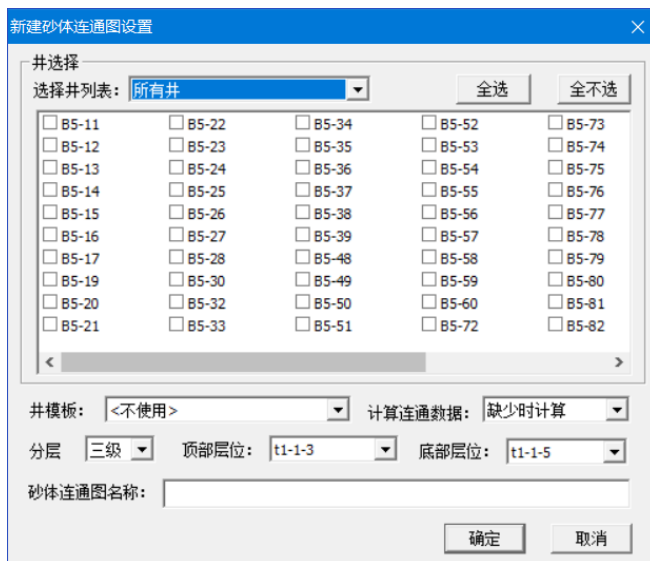 新建砂体连通图设置
井选择
选择井列表： 所有井 全选 全不选
B5-11 B5-22 B5-34 B5-52 B5-73
B5-12 B5-23 B5-35 B5-53 B5-74
B5-13 B5-24 B5-36 B5-54 B5-75
B5-14 B5-25 B5-37 B5-55 B5-76
B5-15 B5-26 B5-38 B5-56 B5-77
B5-16 B5-27 B5-39 B5-57 B5-78
B5-17 B5-28 B5-48 B5-58 B5-79
B5-19 B5-30 B5-49 B5-59 B5-80
B5-20 B5-32 B5-50 B5-60 B5-81
B5-21 B5-33 B5-51 B5-72 B5-82
井模板： <不使用> 计算连通数据： 缺少时计算
分层 三级 顶部层位： t1-1-3 底部层位： t1-1-5
砂体连通图名称：
确定 取消